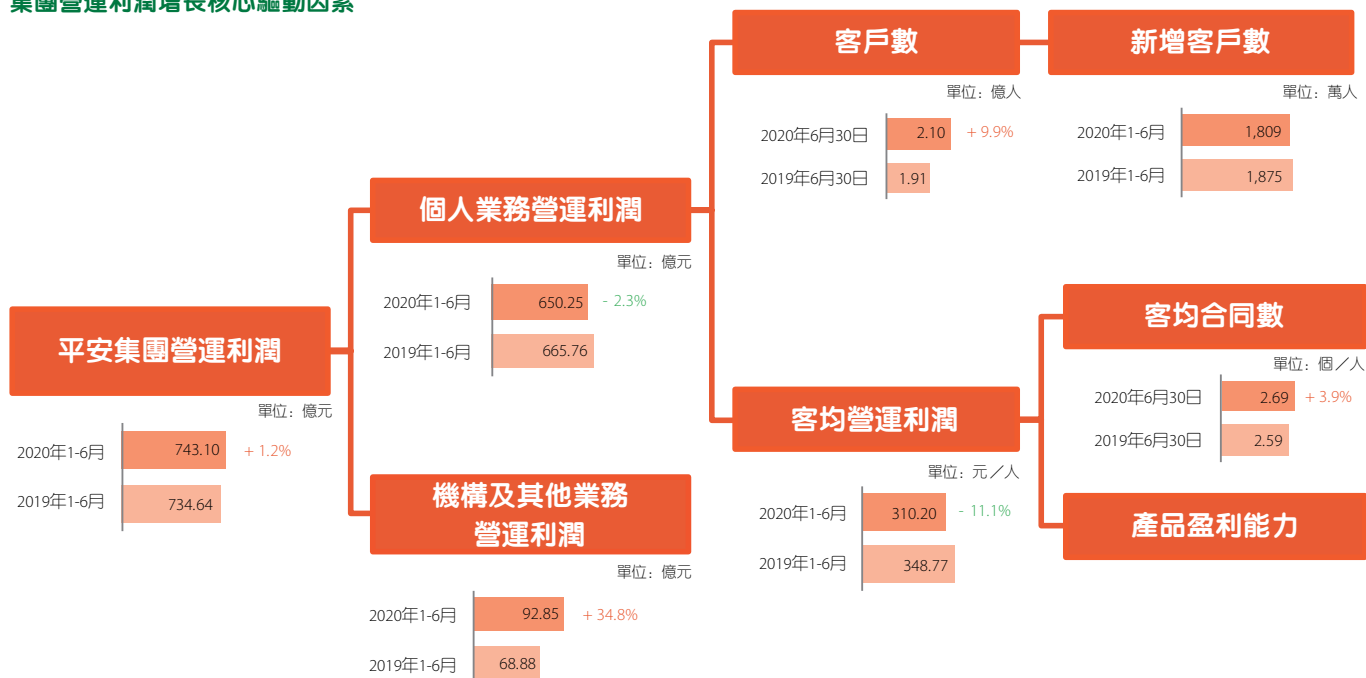 集團營運利潤增長核心驅動因素
客戶數
單位：億人
2020年6月30日 2.10 + 9.9%
2019年6月30日 1.91
新增客戶數
單位：萬人
2020年1-6月 1,809
2019年1-6月 1,875
個人業務營運利潤
單位：億元
2020年1-6月 650.25 - 2.3%
2019年1-6月 665.76
平安集團營運利潤
單位：億元
2020年1-6月 743.10 + 1.2%
2019年1-6月 734.64
機構及其他業務
營運利潤
單位：億元
2020年1-6月 92.85 + 34.8%
2019年1-6月 68.88
客均營運利潤
單位：元／人
2020年1-6月 310.20 - 11.1%
2019年1-6月 348.77
客均合同數
單位：個／人
2020年6月30日 2.69 + 3.9%
2019年6月30日 2.59
產品盈利能力